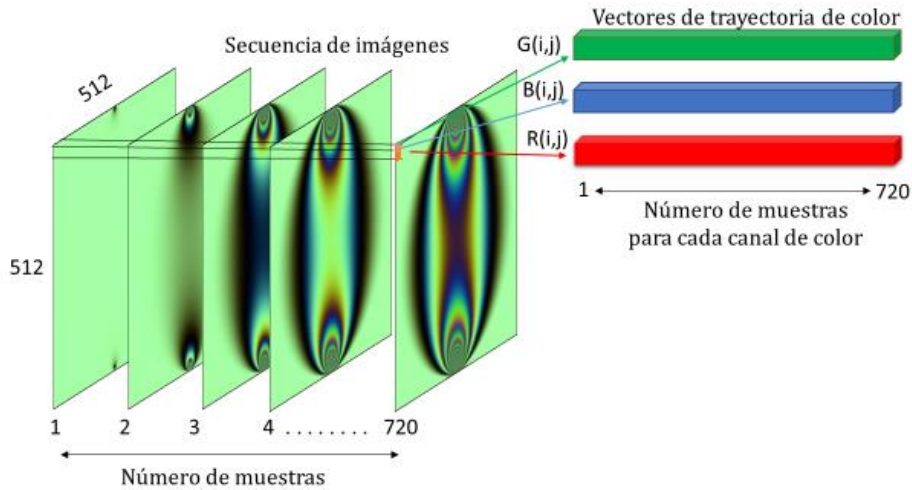 Vectores de trayectoria de color
Secuencia de imágenes
G(i,j)
B(i,j)
R(i,j)
512
512
1
720
Número de muestras
para cada canal de color
1 2 3 4 . . . . . . . . . 720
Número de muestras